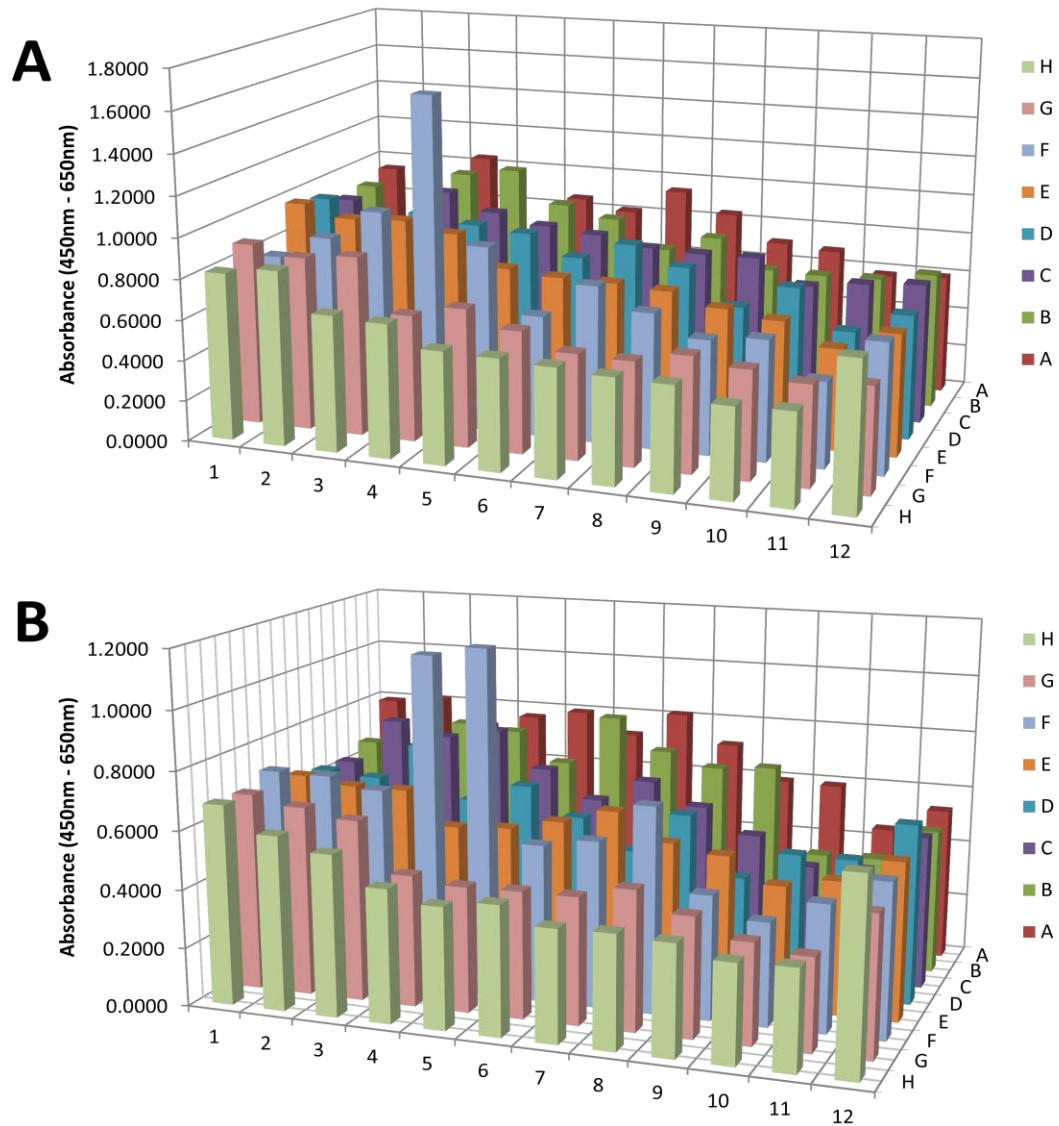 A
Absorbance (450nm - 650nm)
1.8000
1.6000
1.4000
1.2000
1.0000
0.8000
0.6000
0.4000
0.2000
0.0000
1 2 3 4 5 6 7 8 9 10 11 12
A
B
C
D
E
F
G
H
H
G
F
E
D
C
B
A
B
Absorbance (450nm - 650nm)
1.2000
1.0000
0.8000
0.6000
0.4000
0.2000
0.0000
1 2 3 4 5 6 7 8 9 10 11 12
A
B
C
D
E
F
G
H
H
G
F
E
D
C
B
A